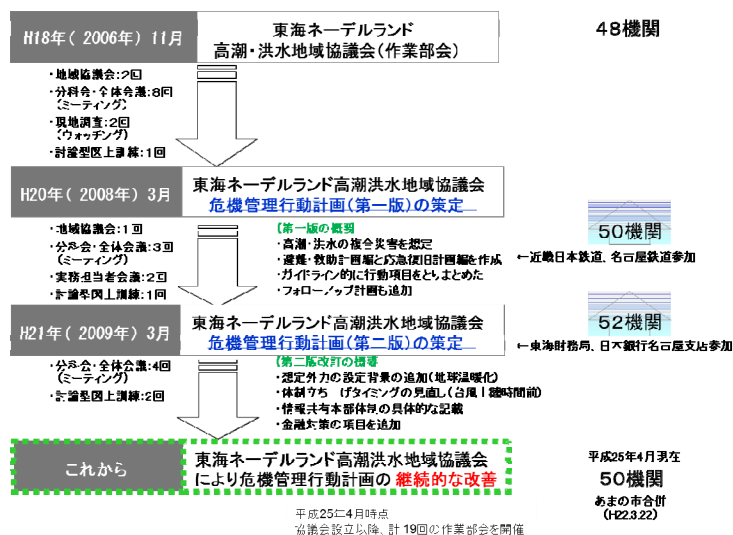 H18年(2006年)11月
東海ネーデルランド
高潮・洪水地域協議会(作業部会)
48機関
・地域協議会:2回
・分科会・全体会議:8回
(ミーティング)
・現地調査:2回
(ウォッチング)
・討論型図上訓練:1回
H20年(2008年)3月
東海ネーデルランド高潮洪水地域協議会
危機管理行動計画(第一版)の策定
・地域協議会:1回
・分科会・全体会議:3回
(ミーティング)
・実務担当者会議:2回
・討論型図上訓練:1回
(第一版の概要
・高潮・洪水の複合災害を想定
・避難・救助計画編と応急復旧計画編を作成
・ガイドライン的に行動項目をとりまとめた
・フォローアップ計画も追加
50機関
←近畿日本鉄道、名古屋鉄道参加
H21年(2009年)3月
東海ネーデルランド高潮洪水地域協議会
危機管理行動計画(第二版)の策定
52機関
←東海財務局、日本銀行名古屋支店参加
・分科会・全体会議:4回
(ミーティング)
・討論型図上訓練:2回
(第二版改訂の概要
・想定外力の設定背景の追加(地球温暖化)
・体制立ち げタイミングの見直し(台風 時間前)
・情報共有本部体制の具体的な記載
・金融対策の項目を追加
これから
東海ネーデルランド高潮洪水地域協議会
により危機管理行動計画の 継続的な改善
平成25年4月現在
50機関
あまの市合併
(H22.3.22)
平成25年4月時点
協議会設立以降、計19回の作業部会を開催